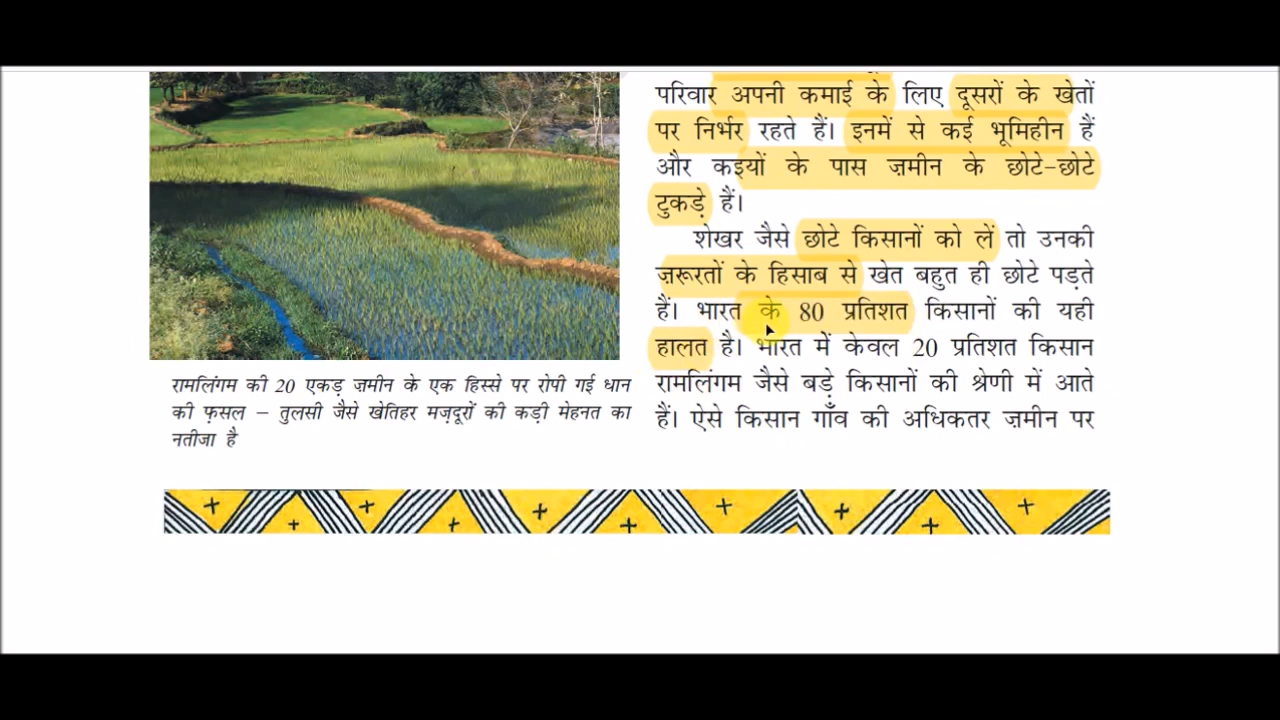 परिवार अपनी कमाई के लिए दूसरों के खेतों
पर निर्भर रहते हैं। इनमें से कई भूमिहीन हैं
और कइयों के पास ज़मीन के छोटे-छोटे
टुकड़े हैं।
शेखर जैसे छोटे किसानों को लें तो उनकी
ज़रूरतों के हिसाब से खेत बहुत ही छोटे पड़ते
हैं। भारत के 80 प्रतिशत किसानों की यही
हालत है। भारत में केवल 20 प्रतिशत किसान
रामलिंगम जैसे बड़े किसानों की श्रेणी में आते
हैं। ऐसे किसान गाँव की अधिकतर ज़मीन पर
रामलिंगम की 20 एकड़ ज़मीन के एक हिस्से पर रोपी गई धान
की फ़सल – तुलसी जैसे खेतिहर मज़दूरों की कड़ी मेहनत का
नतीजा है